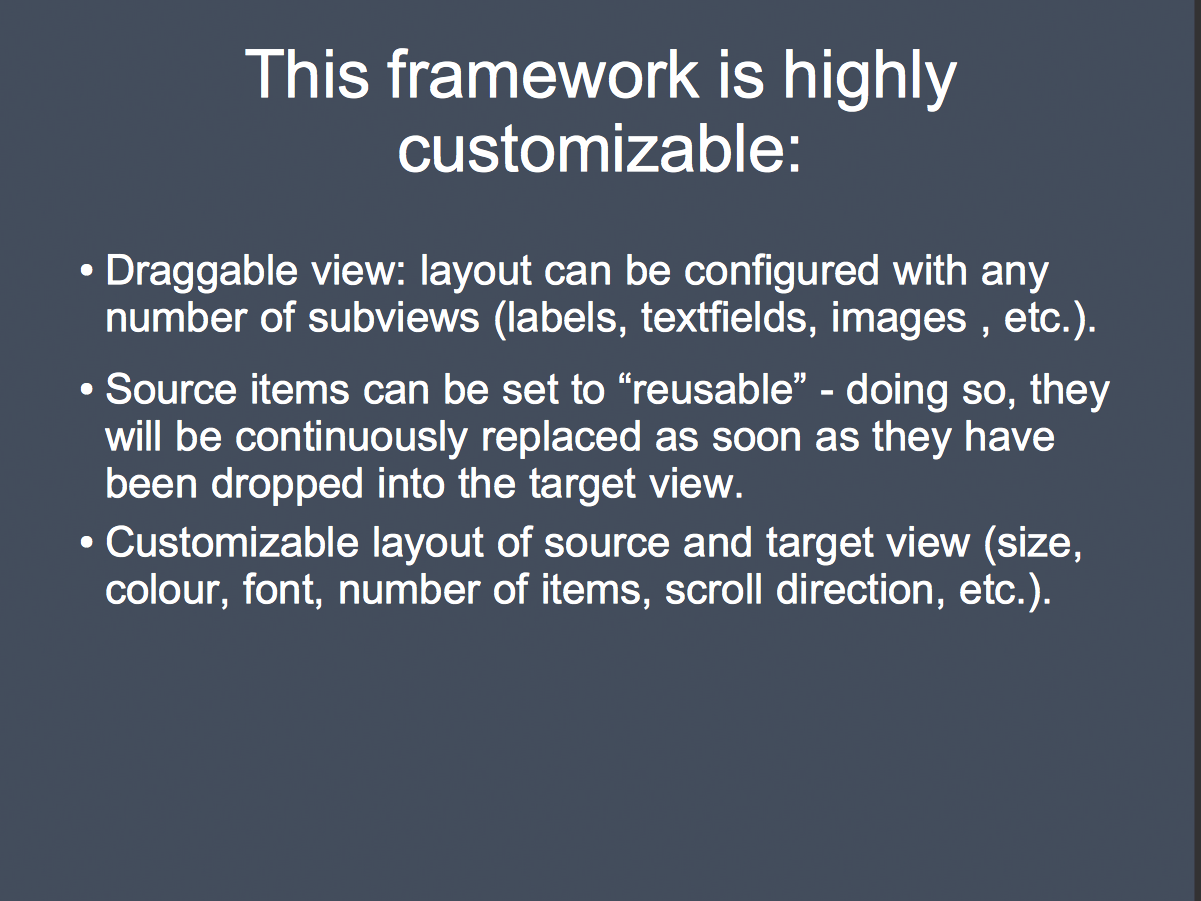 This framework is highly
customizable:
• Draggable view: layout can be configured with any
number of subviews (labels, textfields, images , etc.).
• Source items can be set to “reusable” - doing so, they
will be continuously replaced as soon as they have
been dropped into the target view.
• Customizable layout of source and target view (size,
colour, font, number of items, scroll direction, etc.).